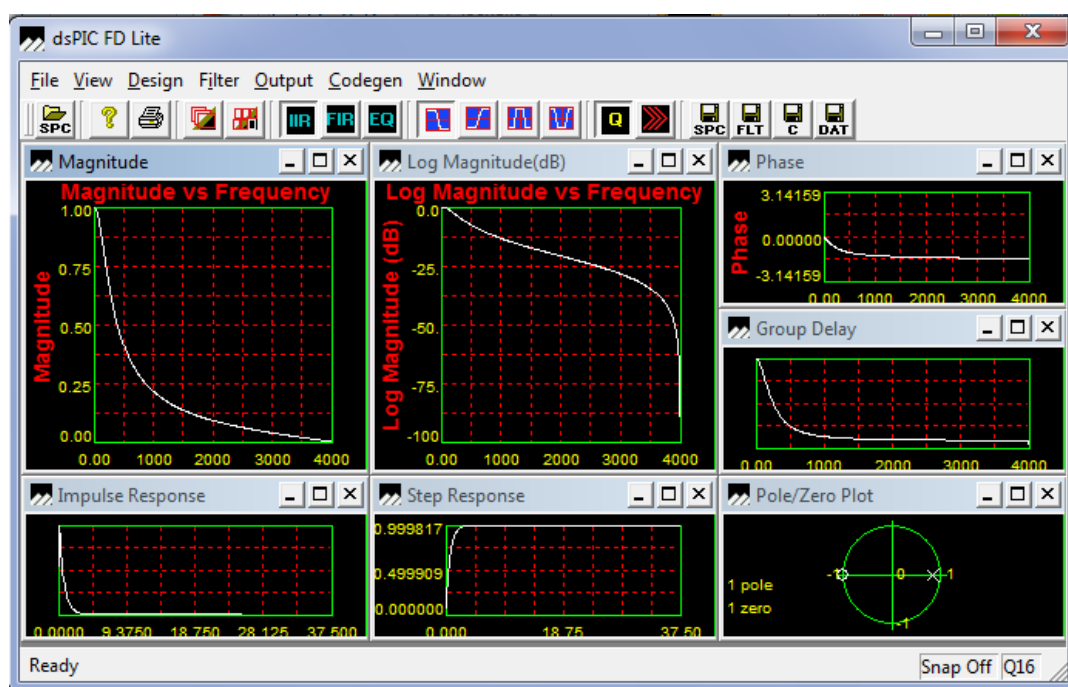 dsPIC FD Lite
File View Design Filter Output Codegen Window
SPC ? IIR FIR EQ Q SPC FLT C DAT
Magnitude
Magnitude vs Frequency
Magnitude
1.00
0.75
0.50
0.25
0.00
0.00 1000 2000 3000 4000
Log Magnitude(dB)
Log Magnitude vs Frequency
Log Magnitude (dB)
0.0
-25.
-50.
-75.
-100
0.00 1000 2000 3000 4000
Phase
Phase
3.14159
0.00000
-3.14159
0.00 1000 2000 3000 4000
Group Delay
0.00 1000 2000 3000 4000
Impulse Response
0.0000 9.3750 18.750 28.125 37.500
Step Response
0.999817
0.499909
0.000000
0.000 18.75 37.50
Pole/Zero Plot
-1 0 1
1 pole
1 zero
-1
Ready
Snap Off Q16